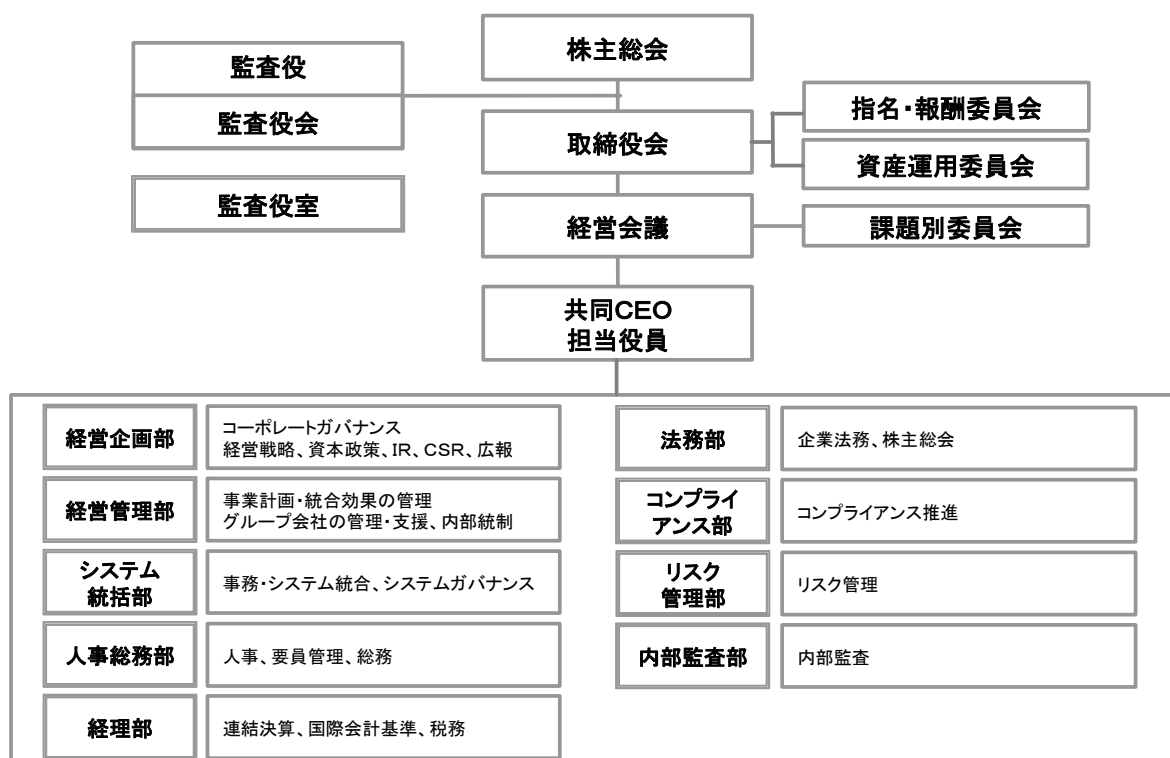 株主総会
監査役
監査役会
監査役室
取締役会
指名・報酬委員会
資産運用委員会
経営会議
課題別委員会
共同CEO
担当役員
経営企画部
コーポレートガバナンス
経営戦略、資本政策、IR、CSR、広報
経営管理部
事業計画・統合効果の管理
グループ会社の管理・支援、内部統制
システム
統括部
事務・システム統合、システムガバナンス
人事総務部
人事、要員管理、総務
経理部
連結決算、国際会計基準、税務
法務部
企業法務、株主総会
コンプライ
アンス部
コンプライアンス推進
リスク
管理部
リスク管理
内部監査部
内部監査